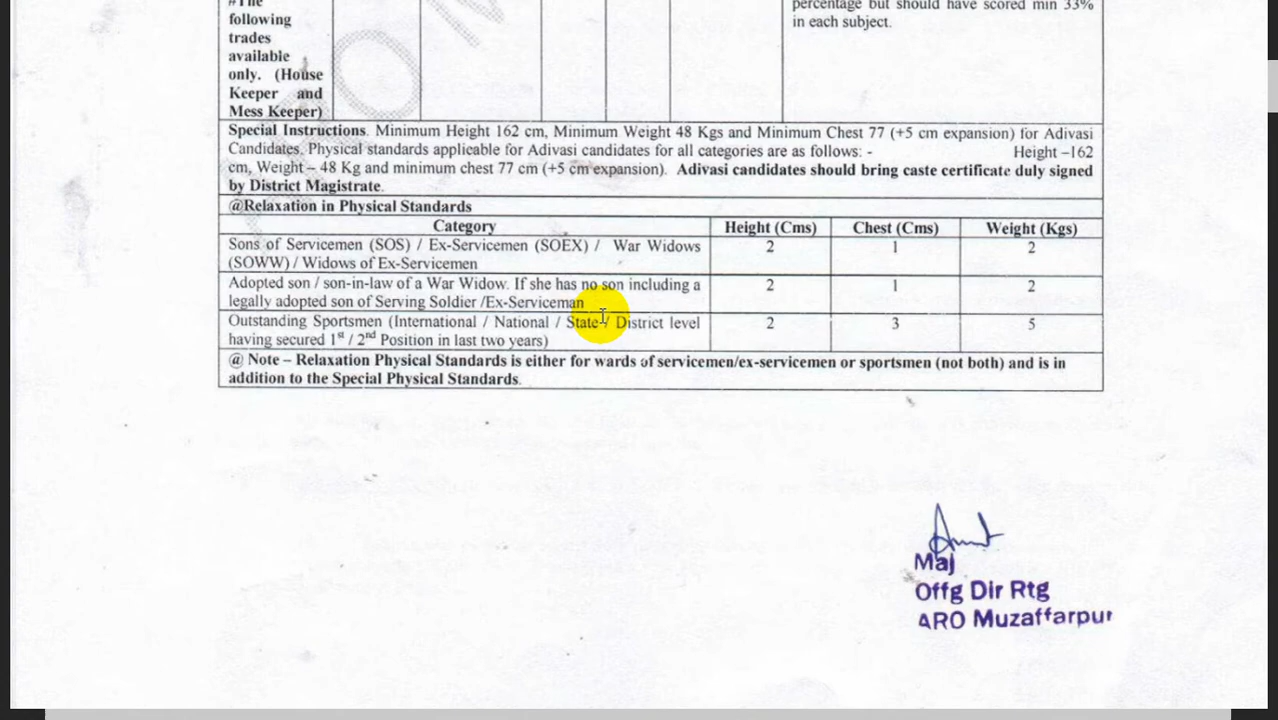 #The
following
trades
available
only. (House
Keeper and
Mess Keeper)
percentage but should have scored min 33%
in each subject.
Special Instructions. Minimum Height 162 cm, Minimum Weight 48 Kgs and Minimum Chest 77 (+5 cm expansion) for Adivasi
Candidates. Physical standards applicable for Adivasi candidates for all categories are as follows: - Height –162
cm, Weight – 48 Kg and minimum chest 77 cm (+5 cm expansion). Adivasi candidates should bring caste certificate duly signed
by District Magistrate.
@Relaxation in Physical Standards
Category Height (Cms) Chest (Cms) Weight (Kgs)
Sons of Servicemen (SOS) / Ex-Servicemen (SOEX) / War Widows 2 1 2
(SOWW) / Widows of Ex-Servicemen
Adopted son / son-in-law of a War Widow. If she has no son including a 2 1 2
legally adopted son of Serving Soldier /Ex-Serviceman
Outstanding Sportsmen (International / National / State / District level 2 3 5
having secured 1st / 2nd Position in last two years)
@ Note – Relaxation Physical Standards is either for wards of servicemen/ex-servicemen or sportsmen (not both) and is in
addition to the Special Physical Standards.
Maj
Offg Dir Rtg
ARO Muzaffarpur